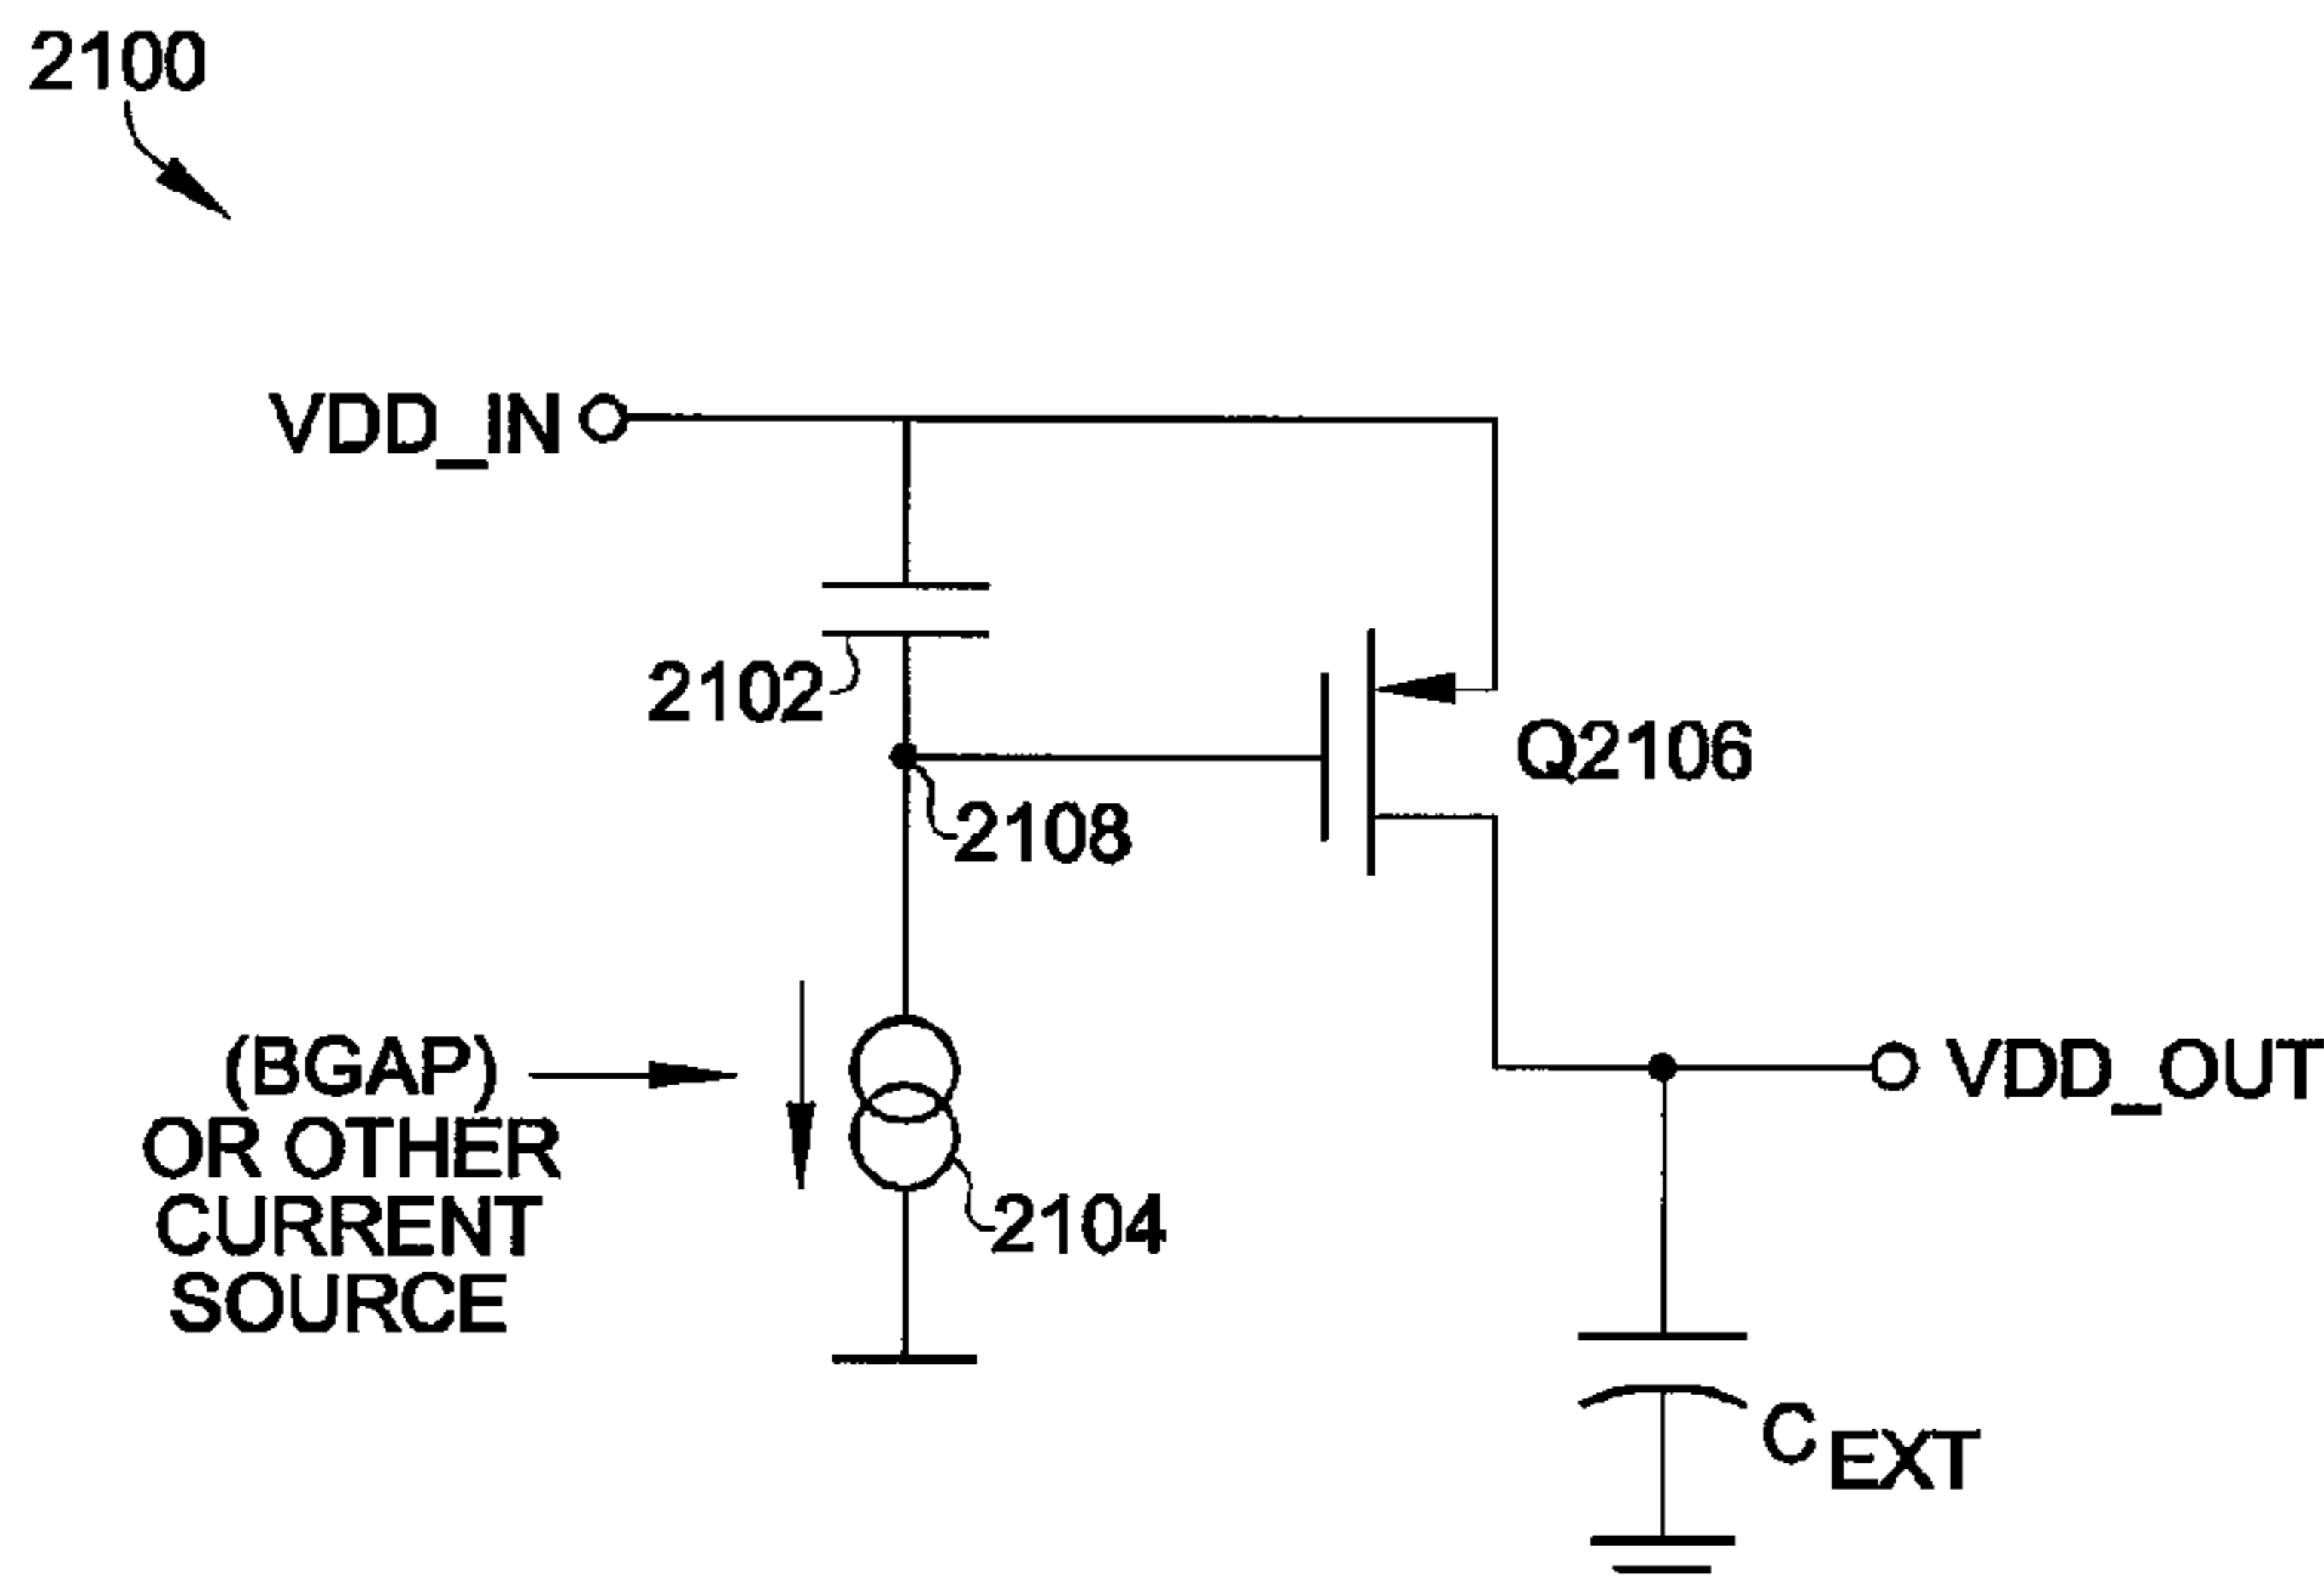 2100
VDD_IN
2102
Q2106
2108
(BGAP)
OR OTHER
CURRENT
SOURCE
2104
VDD_OUT
CEXT